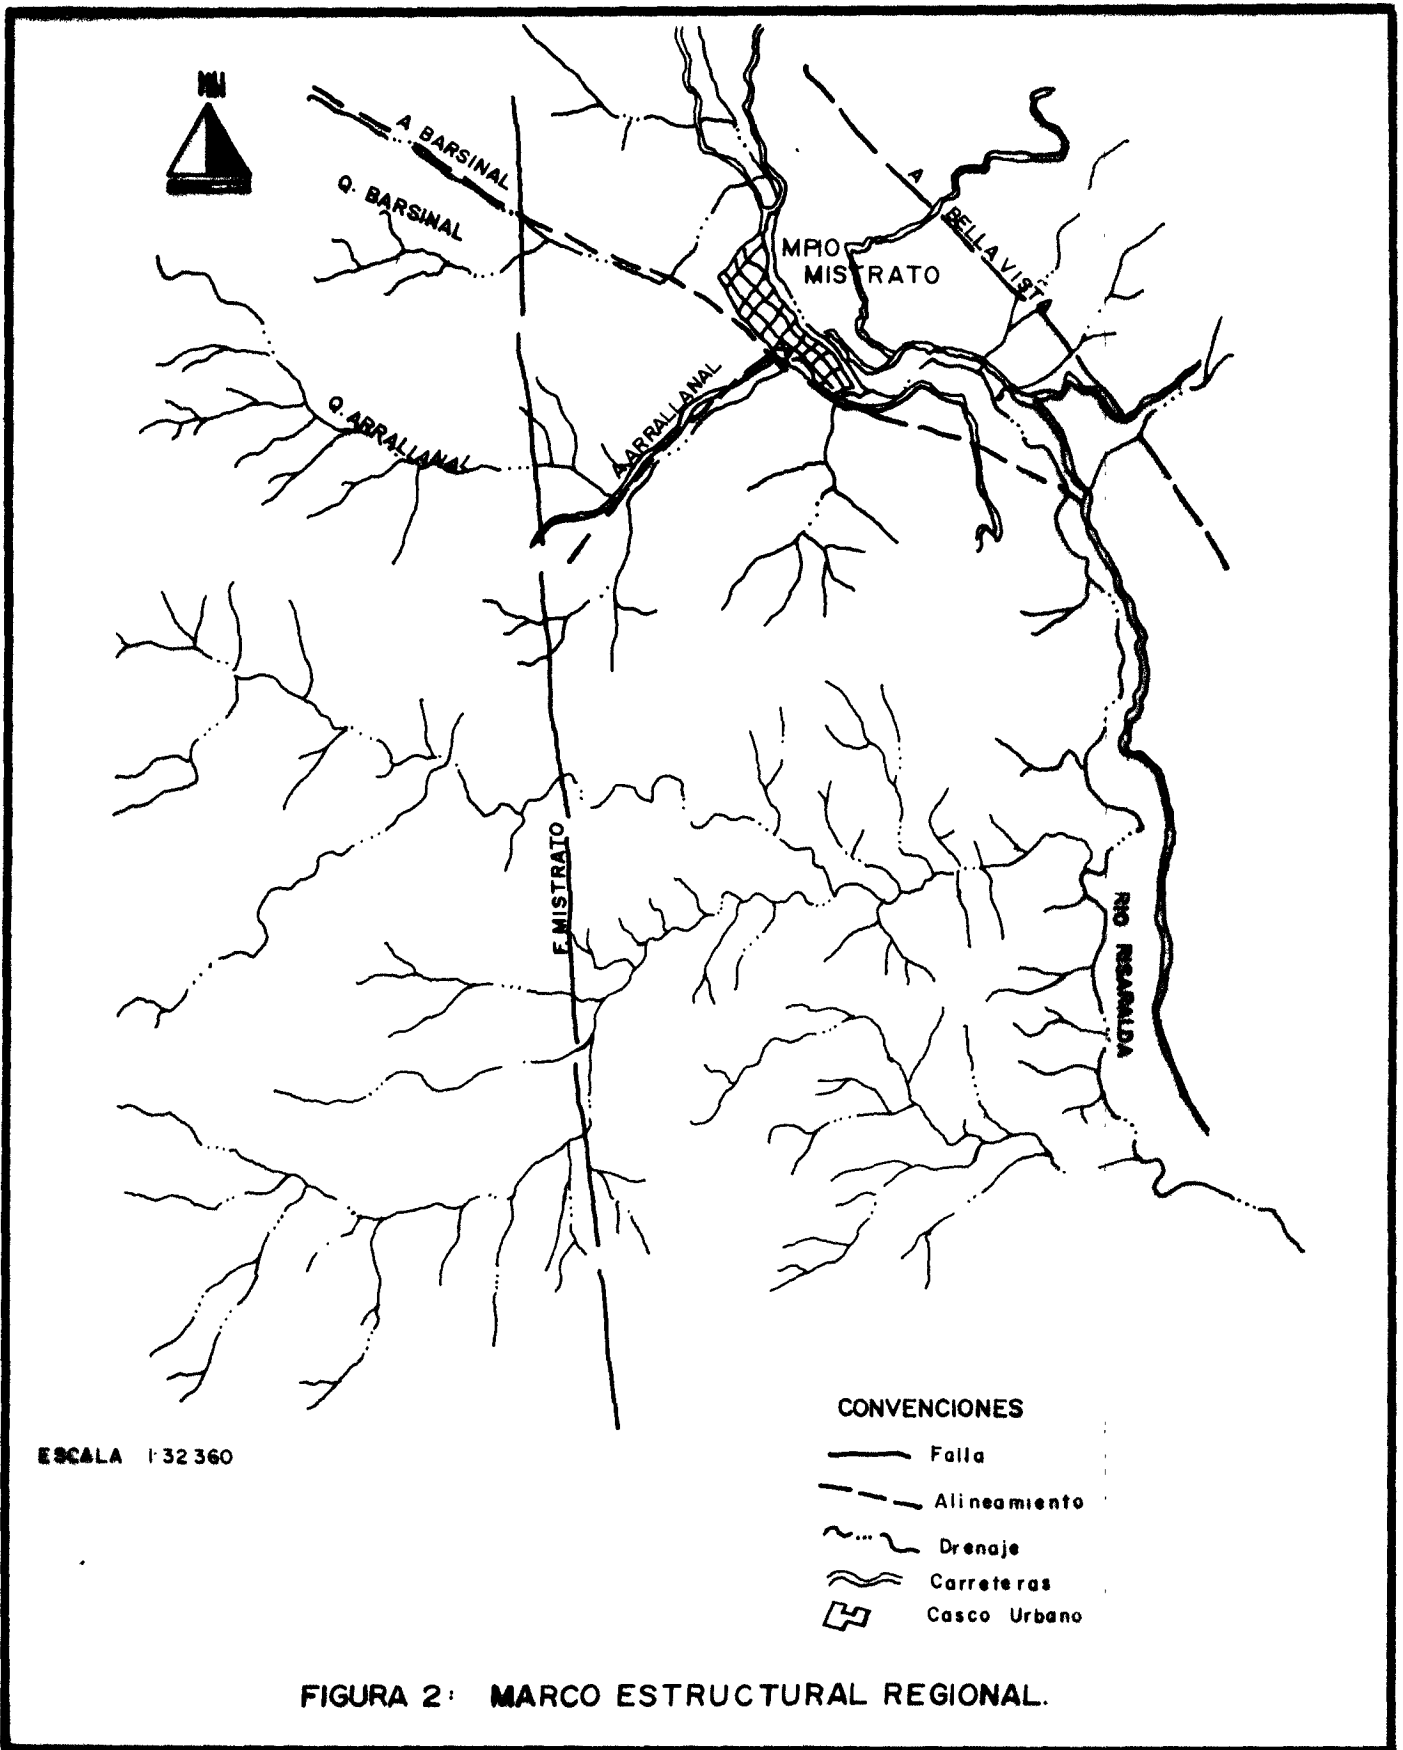 A BARSINAL
Q. BARSINAL
A BELLAVISTA
MPIO
MISTRATO
A. ARRALLANAL
Q. ARRALLANAL
F. MISTRATO
RIO RISARALDA
CONVENCIONES
Falla
Alineamiento
Drenaje
Carreteras
Casco Urbano
ESCALA 1:32 360
FIGURA 2: MARCO ESTRUCTURAL REGIONAL.